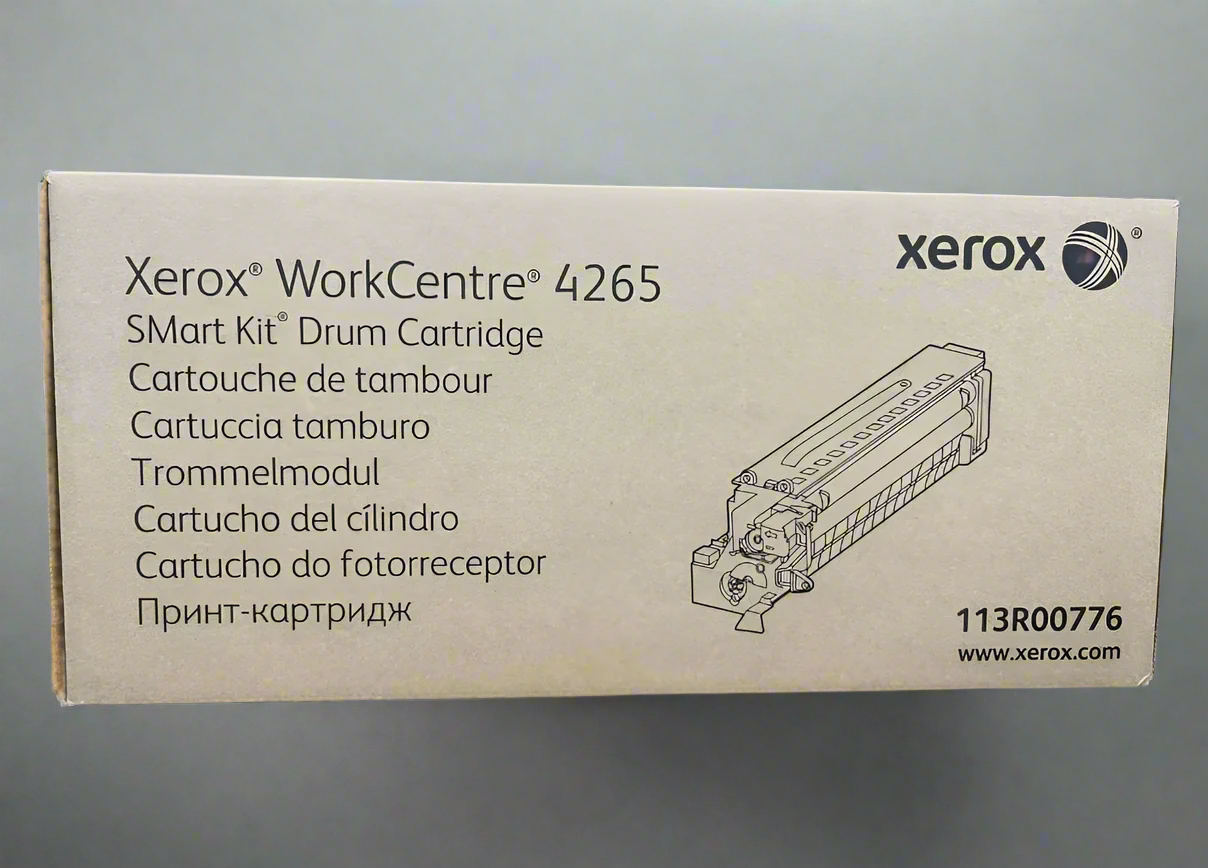 xerox ®
Xerox® WorkCentre® 4265
SMart Kit® Drum Cartridge
Cartouche de tambour
Cartuccia tamburo
Trommelmodul
Cartucho del cílindro
Cartucho do fotorreceptor
Принт-картридж
113R00776
www.xerox.com